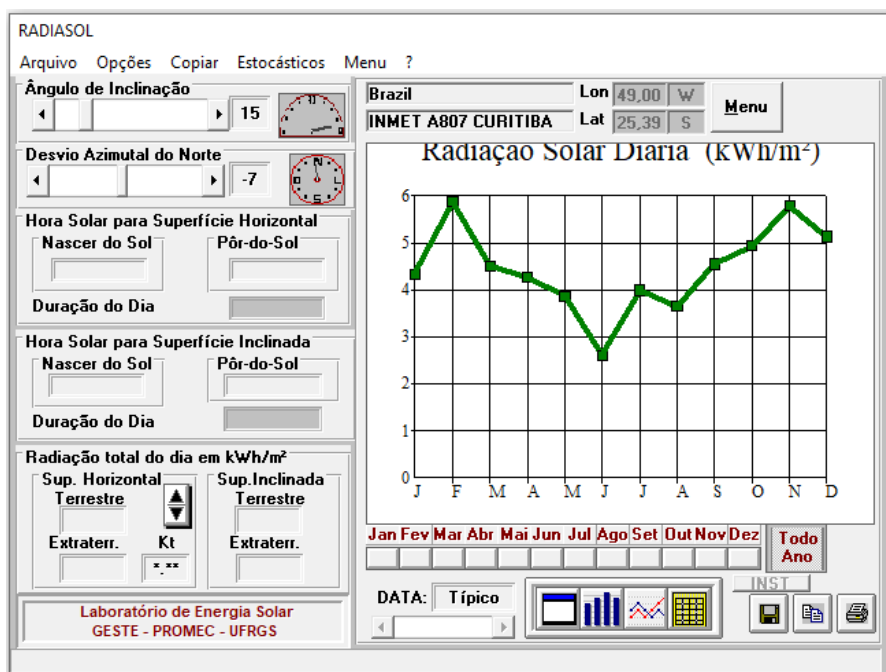 RADIASOL
Arquivo Opções Copiar Estocásticos Menu ?
Ângulo de Inclinação
15
Desvio Azimutal do Norte
-7
N
O L
S
Hora Solar para Superfície Horizontal
Nascer do Sol Pôr-do-Sol
Duração do Dia
Hora Solar para Superfície Inclinada
Nascer do Sol Pôr-do-Sol
Duração do Dia
Radiação total do dia em kWh/m²
Sup. Horizontal Sup.Inclinada
Terrestre Terrestre
Extraterr. Kt Extraterr.
*.**
Laboratório de Energia Solar
GESTE - PROMEC - UFRGS
Brazil Lon 49,00 W
INMET A807 CURITIBA Lat 25,39 S
Menu
Radiação Solar Diária (kWh/m²)
6
5
4
3
2
1
0
J F M A M J J A S O N D
Jan Fev Mar Abr Mai Jun Jul Ago Set Out Nov Dez
Todo
Ano
INST
DATA: Típico